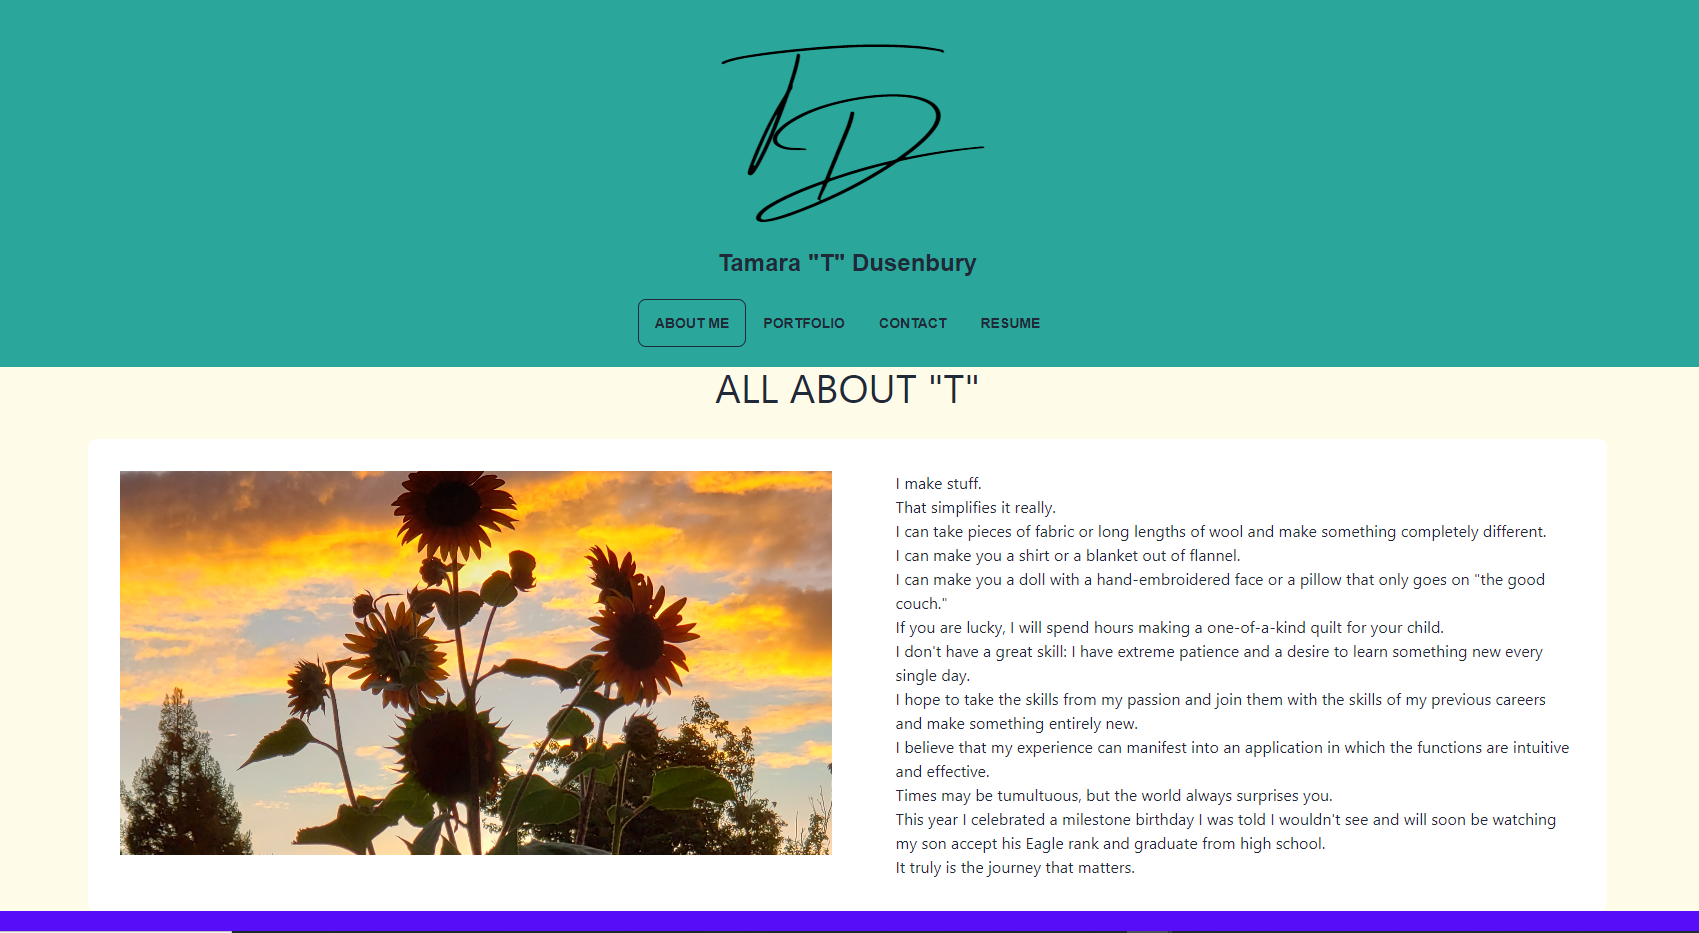 TD
Tamara "T" Dusenbury
ABOUT ME PORTFOLIO CONTACT RESUME
ALL ABOUT "T"
I make stuff.
That simplifies it really.
I can take pieces of fabric or long lengths of wool and make something completely different.
I can make you a shirt or a blanket out of flannel.
I can make you a doll with a hand-embroidered face or a pillow that only goes on "the good
couch."
If you are lucky, I will spend hours making a one-of-a-kind quilt for your child.
I don't have a great skill: I have extreme patience and a desire to learn something new every
single day.
I hope to take the skills from my passion and join them with the skills of my previous careers
and make something entirely new.
I believe that my experience can manifest into an application in which the functions are intuitive
and effective.
Times may be tumultuous, but the world always surprises you.
This year I celebrated a milestone birthday I was told I wouldn't see and will soon be watching
my son accept his Eagle rank and graduate from high school.
It truly is the journey that matters.